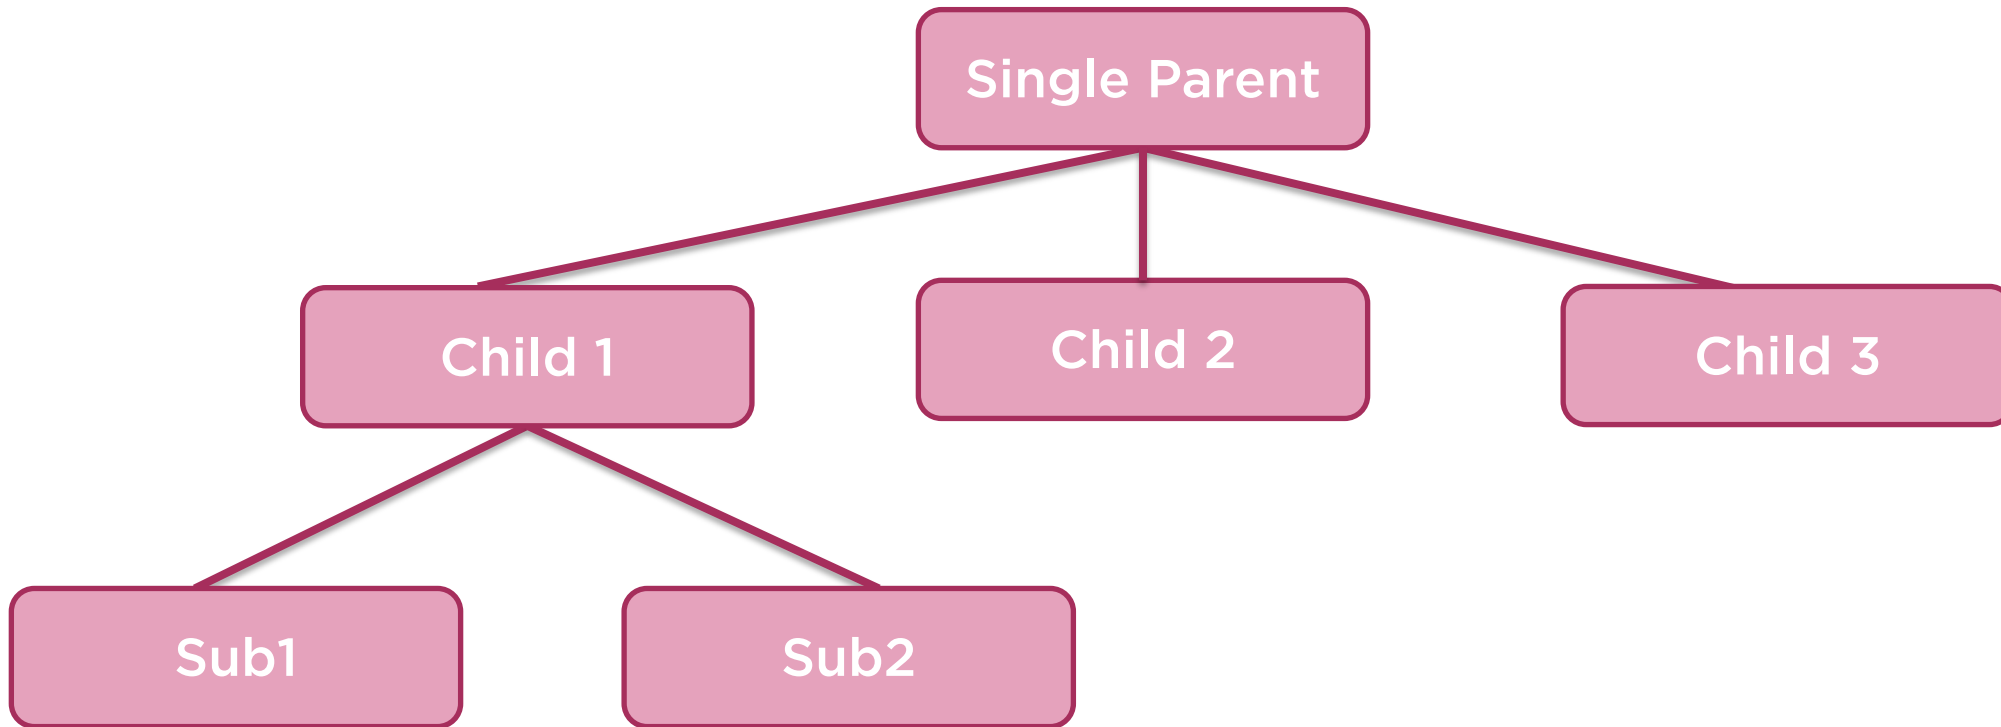 Single Parent
Child 1
Child 2
Child 3
Sub1
Sub2